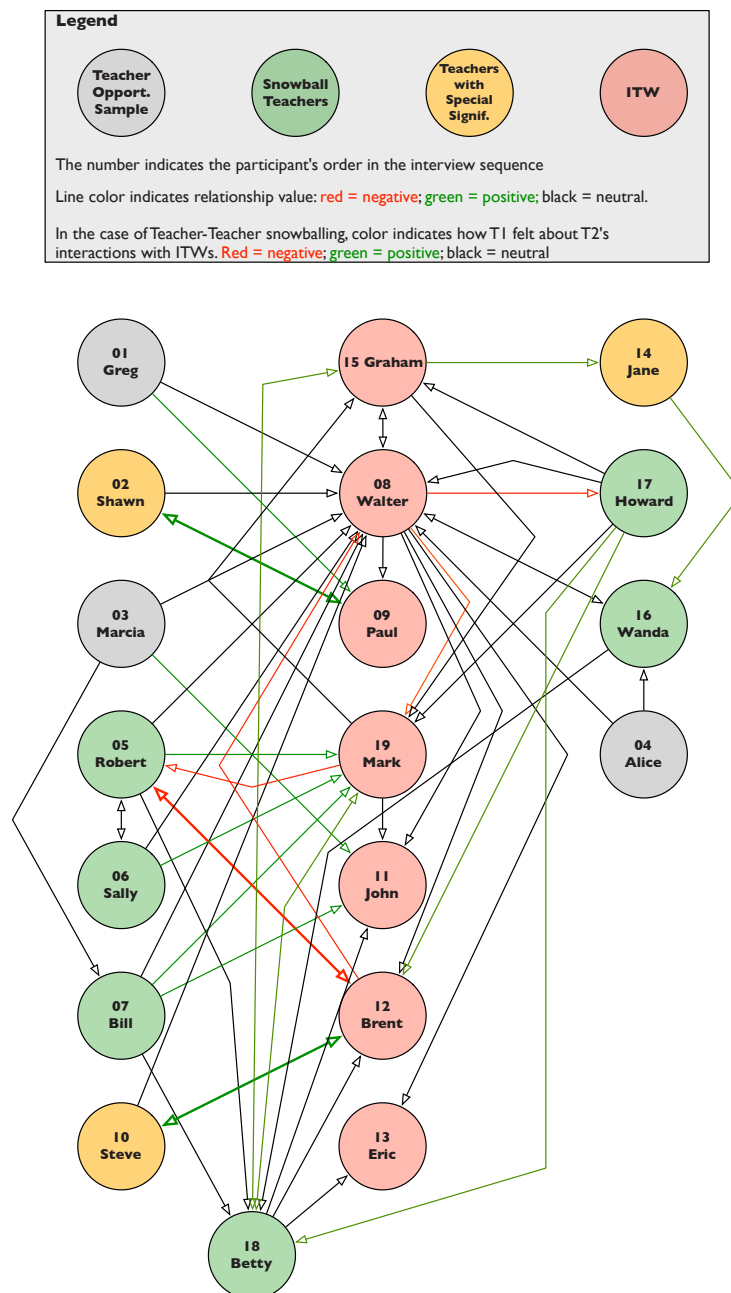 Legend
Teacher
Opport.
Sample
Snowball
Teachers
Teachers
with
Special
Signif.
ITW
The number indicates the participant's order in the interview sequence
Line color indicates relationship value: red = negative; green = positive; black = neutral.
In the case of Teacher-Teacher snowballing, color indicates how T1 felt about T2's
interactions with ITWs. Red = negative; green = positive; black = neutral
01
Greg
15 Graham
14
Jane
02
Shawn
08
Walter
17
Howard
03
Marcia
09
Paul
16
Wanda
05
Robert
19
Mark
04
Alice
06
Sally
11
John
07
Bill
12
Brent
10
Steve
13
Eric
18
Betty